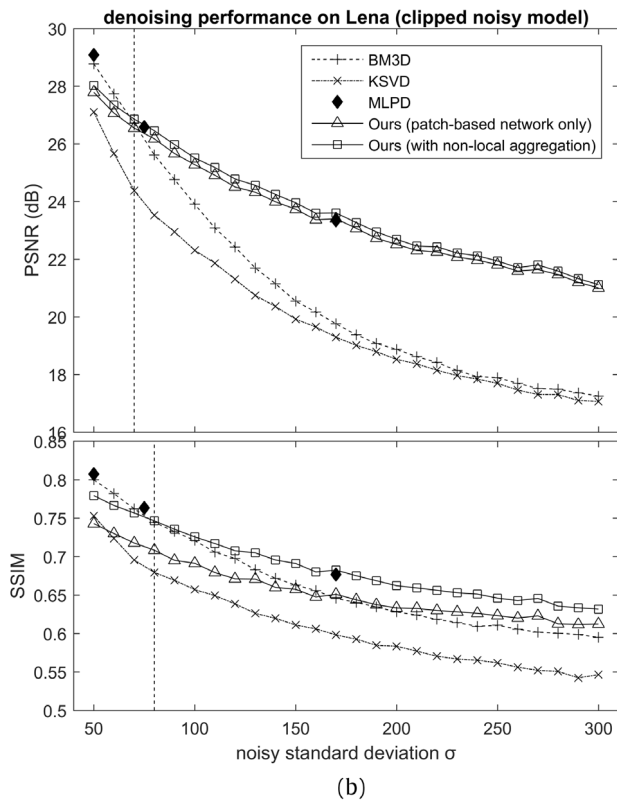 denoising performance on Lena (clipped noisy model)
30
28
26
24
22
20
18
16
PSNR (dB)
BM3D
KSVD
MLPD
Ours (patch-based network only)
Ours (with non-local aggregation)
0.85
0.8
0.75
0.7
0.65
0.6
0.55
0.5
SSIM
50 100 150 200 250 300
noisy standard deviation σ
(b)